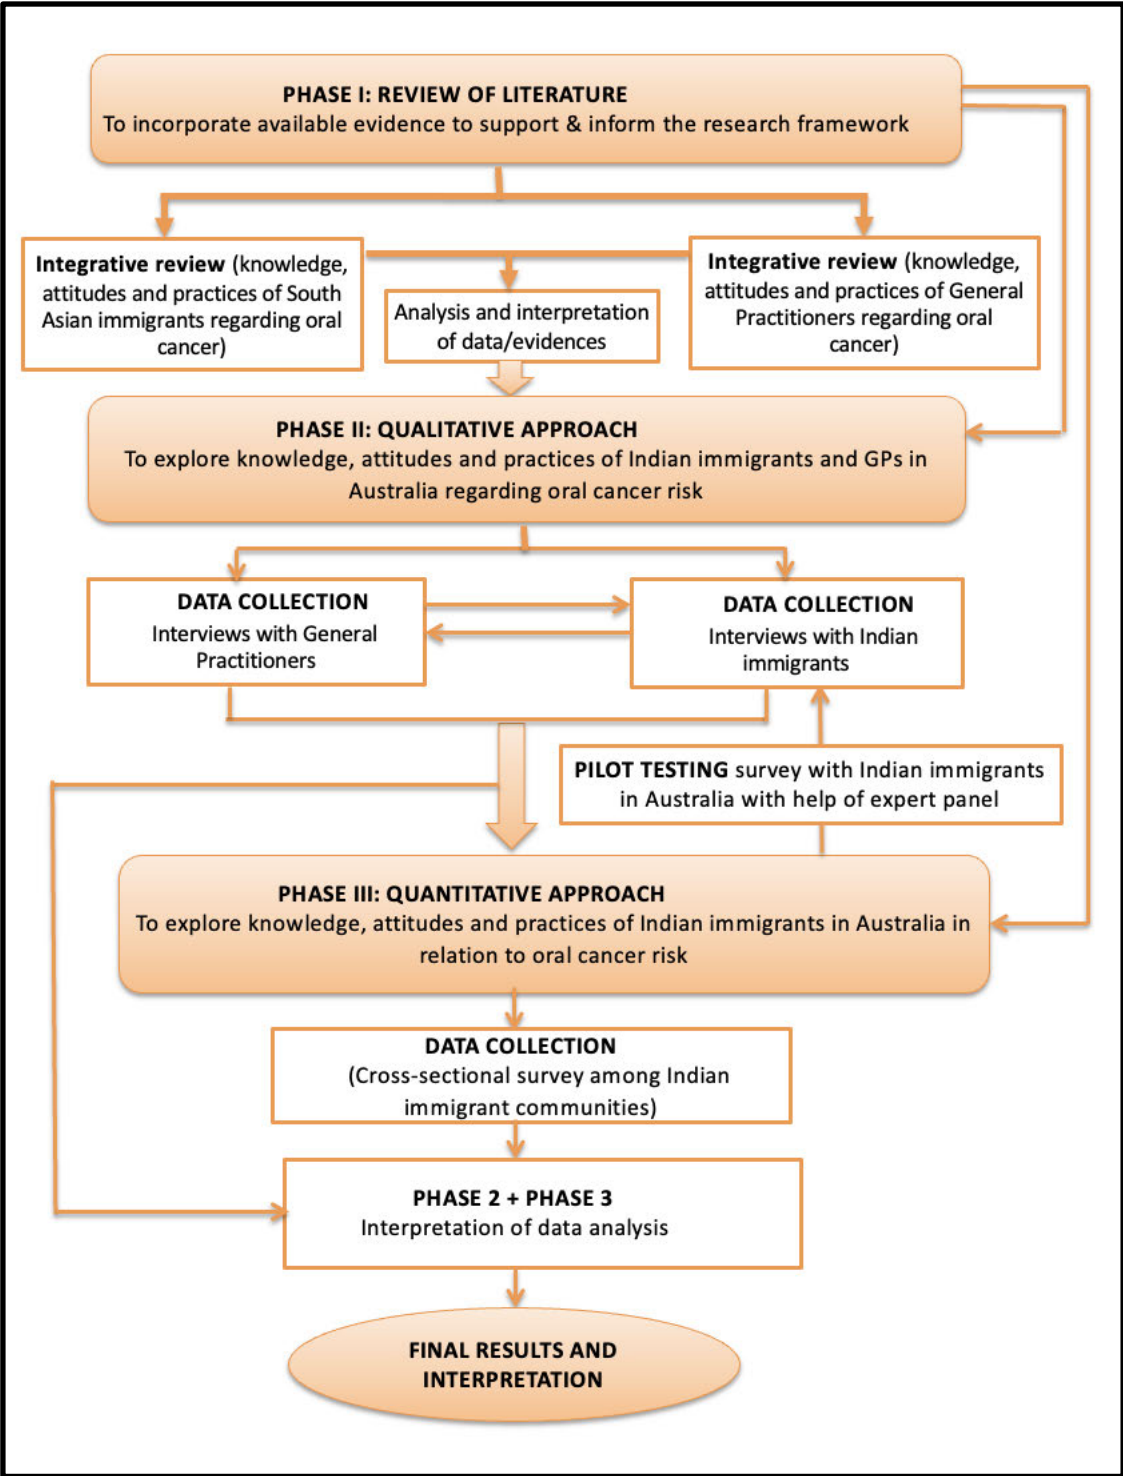 PHASE I: REVIEW OF LITERATURE
To incorporate available evidence to support & inform the research framework
Integrative review (knowledge,
attitudes and practices of South
Asian immigrants regarding oral
cancer)
Analysis and interpretation
of data/evidences
Integrative review (knowledge,
attitudes and practices of General
Practitioners regarding oral
cancer)
PHASE II: QUALITATIVE APPROACH
To explore knowledge, attitudes and practices of Indian immigrants and GPs in
Australia regarding oral cancer risk
DATA COLLECTION
Interviews with General
Practitioners
DATA COLLECTION
Interviews with Indian
immigrants
PILOT TESTING survey with Indian immigrants
in Australia with help of expert panel
PHASE III: QUANTITATIVE APPROACH
To explore knowledge, attitudes and practices of Indian immigrants in Australia in
relation to oral cancer risk
DATA COLLECTION
(Cross-sectional survey among Indian
immigrant communities)
PHASE 2 + PHASE 3
Interpretation of data analysis
FINAL RESULTS AND
INTERPRETATION